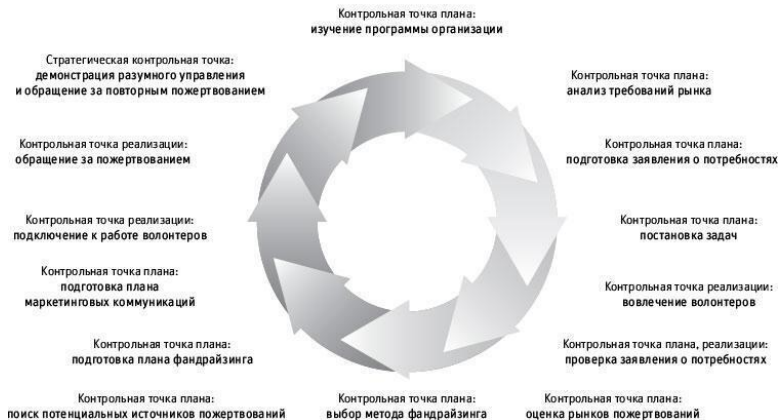 Контрольная точка плана:
изучение программы организации
Контрольная точка плана:
анализ требований рынка
Контрольная точка плана:
подготовка заявления о потребностях
Контрольная точка плана:
постановка задач
Контрольная точка реализации:
вовлечение волонтеров
Контрольная точка плана, реализации:
проверка заявления о потребностях
Контрольная точка плана:
оценка рынков пожертвований
Контрольная точка плана:
выбор метода фандрайзинга
Контрольная точка плана:
поиск потенциальных источников пожертвований
Контрольная точка плана:
подготовка плана фандрайзинга
Контрольная точка плана:
подготовка плана
маркетинговых коммуникаций
Контрольная точка реализации:
подключение к работе волонтеров
Контрольная точка реализации:
обращение за пожертвованием
Стратегическая контрольная точка:
демонстрация разумного управления
и обращение за повторным пожертвованием